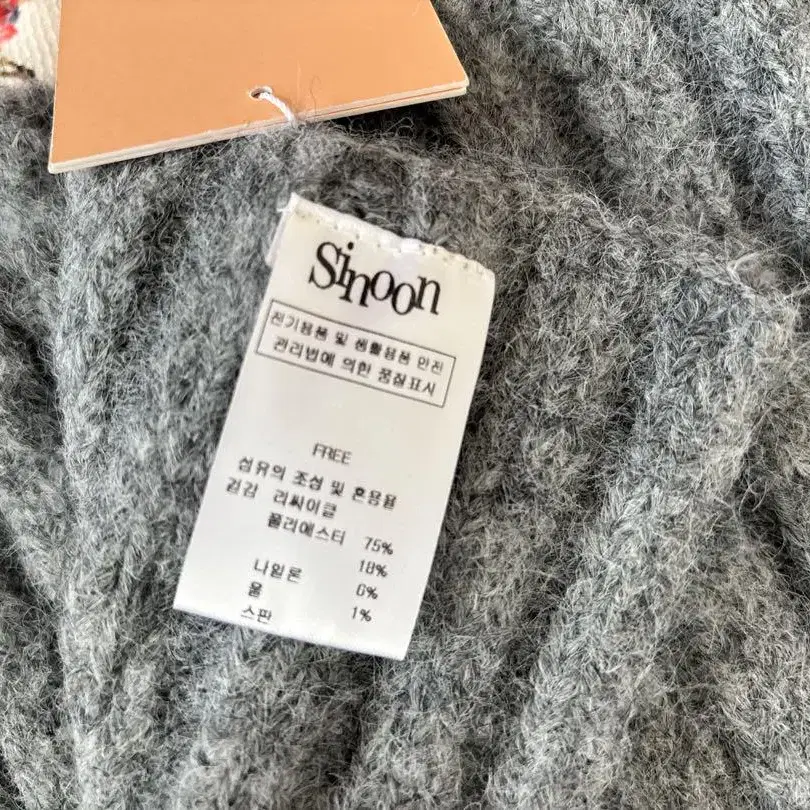 Sinoon
전기용품 및 생활용품 안전
관리법에 의한 품질표시
FREE
섬유의 조성 및 혼용율
겉감 리싸이클
폴리에스터 75%
나일론 18%
울 6%
스판 1%